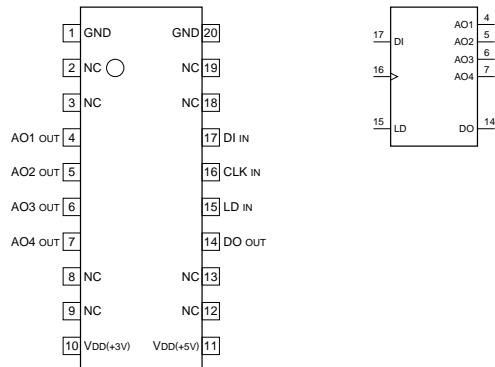 1 GND GND 20
2 NC NC 19
3 NC NC 18
AO1 OUT 4 17 DI IN
AO2 OUT 5 16 CLK IN
AO3 OUT 6 15 LD IN
AO4 OUT 7 14 DO OUT
8 NC NC 13
9 NC NC 12
10 VDD(+3V) VDD(+5V) 11
AO1 4
17 DI AO2 5
AO3 6
16 AO4 7
15 LD DO 14